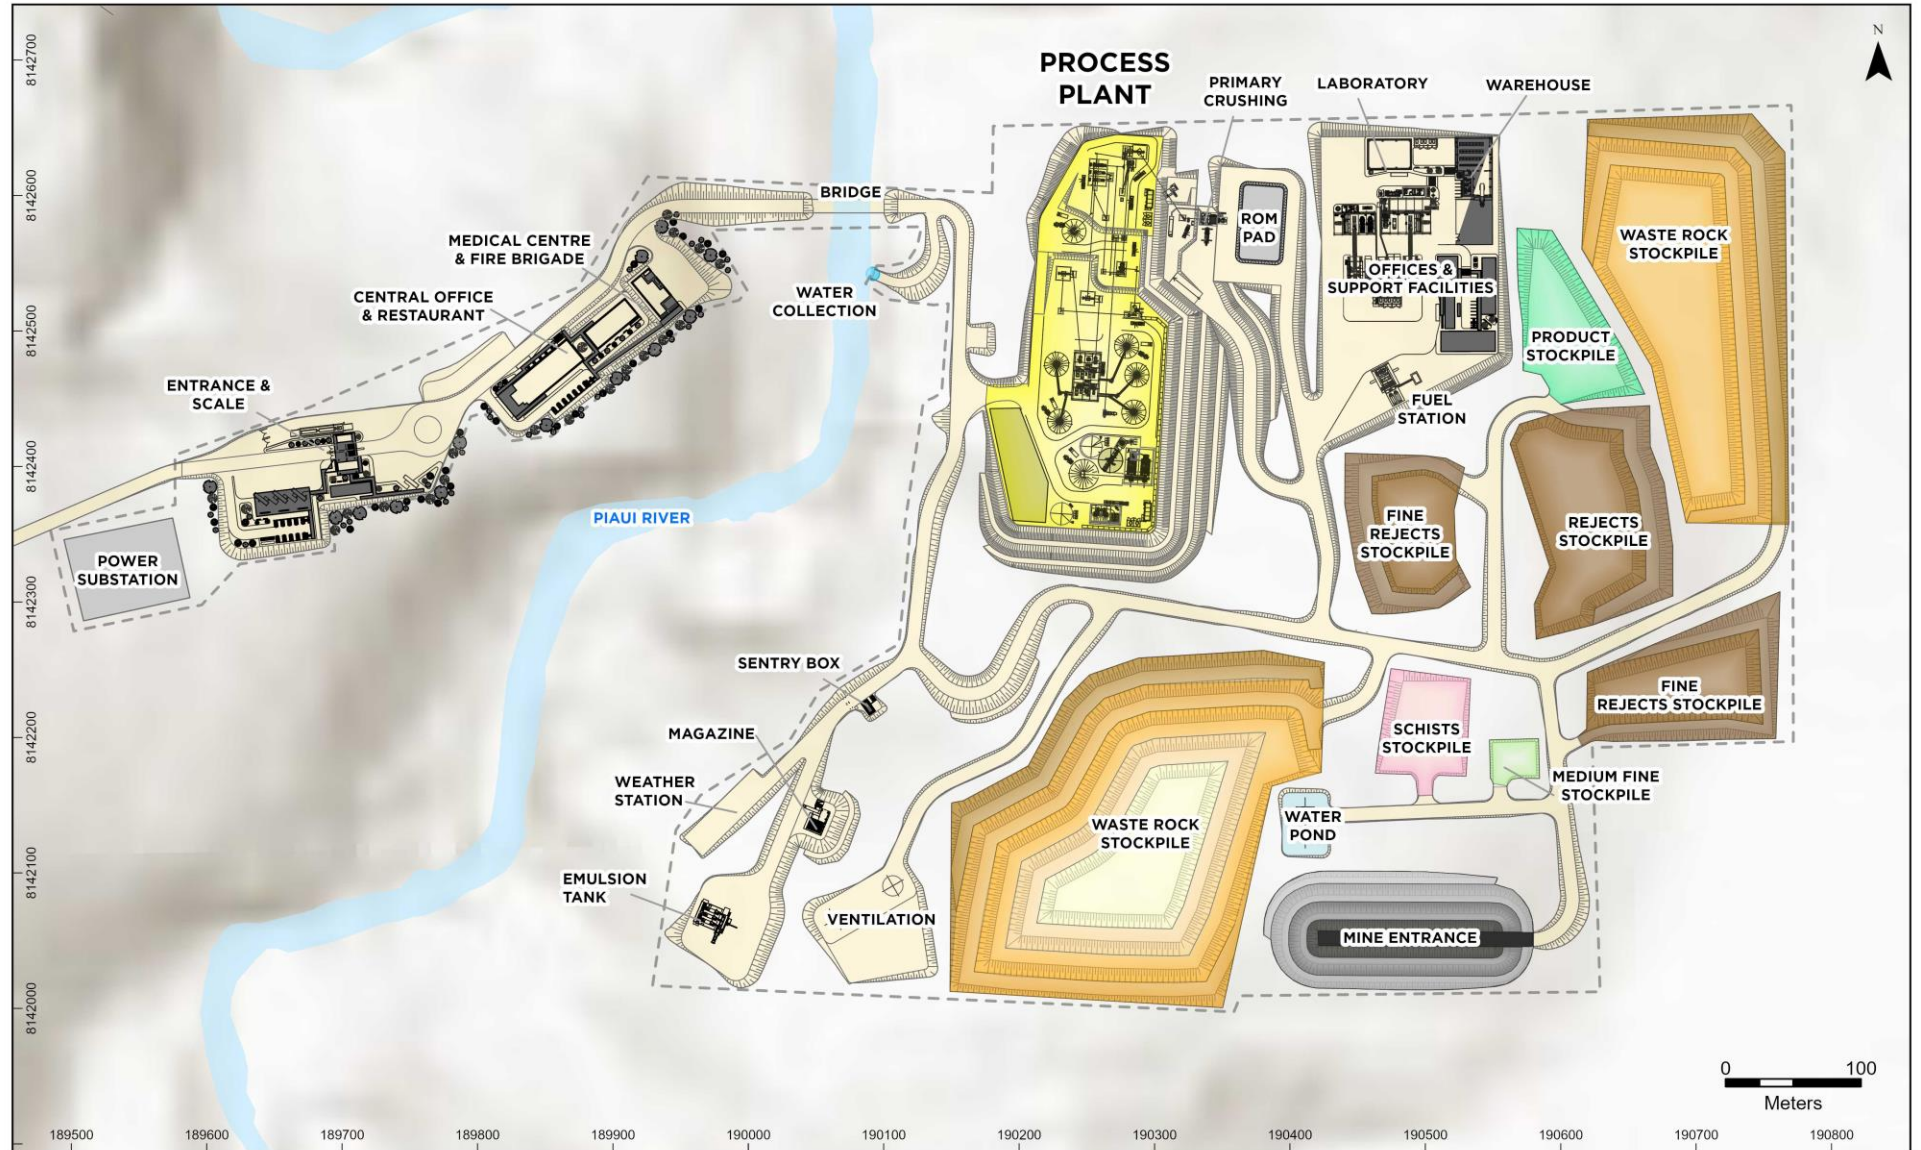 N
PROCESS
PLANT
PRIMARY
CRUSHING
LABORATORY
WAREHOUSE
BRIDGE
ROM
PAD
WASTE ROCK
STOCKPILE
MEDICAL CENTRE
& FIRE BRIGADE
OFFICES &
SUPPORT FACILITIES
CENTRAL OFFICE
& RESTAURANT
WATER
COLLECTION
PRODUCT
STOCKPILE
ENTRANCE &
SCALE
FUEL
STATION
PIAUI RIVER
FINE
REJECTS
STOCKPILE
REJECTS
STOCKPILE
POWER
SUBSTATION
SENTRY BOX
FINE
REJECTS STOCKPILE
MAGAZINE
SCHISTS
STOCKPILE
WEATHER
STATION
MEDIUM FINE
STOCKPILE
WATER
POND
WASTE ROCK
STOCKPILE
EMULSION
TANK
VENTILATION
MINE ENTRANCE
0 100
Meters
8142700
8142600
8142500
8142400
8142300
8142200
8142100
8142000
189500 189600 189700 189800 189900 190000 190100 190200 190300 190400 190500 190600 190700 190800